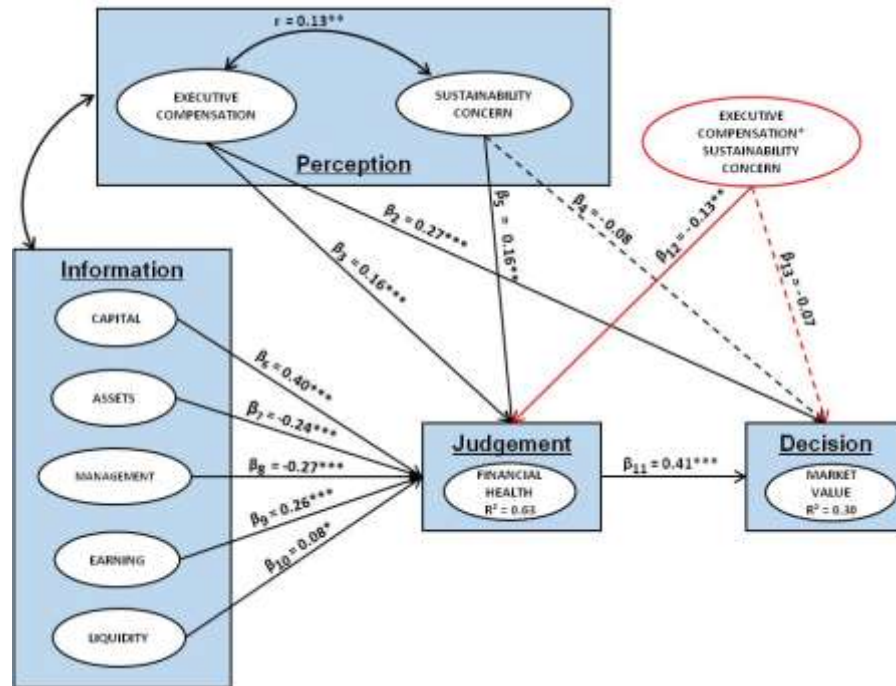 r = 0.13**
EXECUTIVE
COMPENSATION
SUSTAINABILITY
CONCERN
Perception
EXECUTIVE
COMPENSATION*
SUSTAINABILITY
CONCERN
β2 = 0.27***
β3 = 0.16***
β5 = 0.16**
β4 = -0.08
β12 = -0.13**
β13 = -0.07
Information
CAPITAL
ASSETS
MANAGEMENT
EARNING
LIQUIDITY
β6 = 0.40***
β7 = -0.24***
β8 = -0.27***
β9 = 0.26***
β10 = 0.08*
Judgement
FINANCIAL
HEALTH
R² = 0.63
β11 = 0.41***
Decision
MARKET
VALUE
R² = 0.30